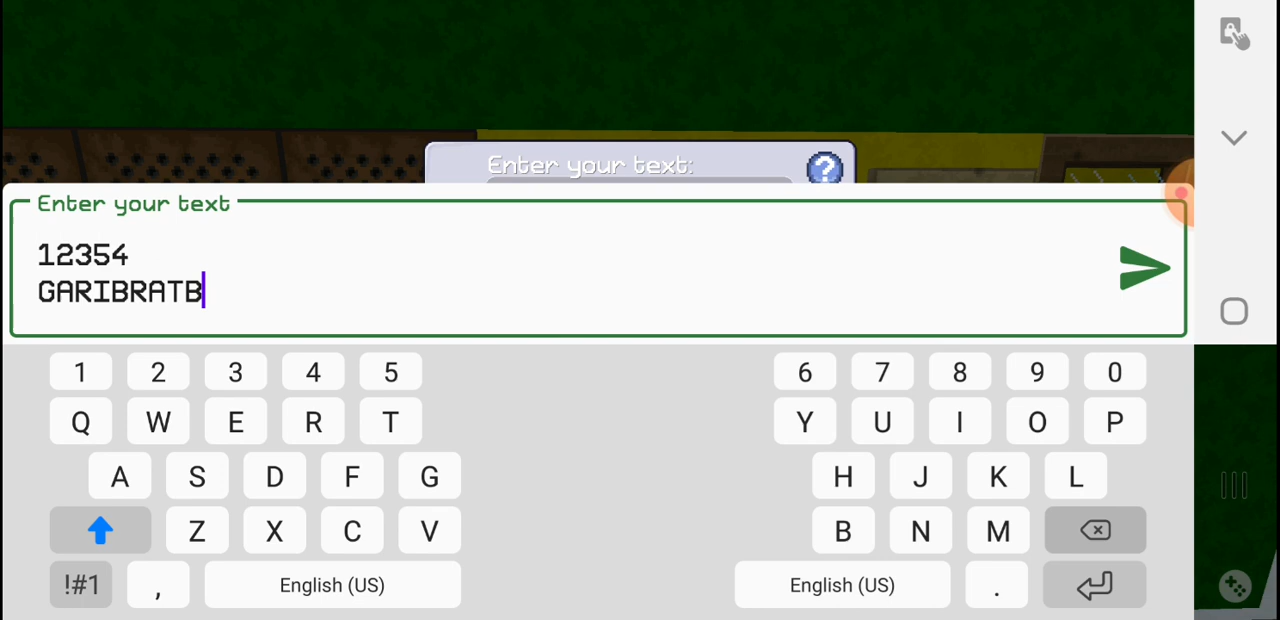 Enter your text:
?
Enter your text
12354
GARIBRATB
1 2 3 4 5 6 7 8 9 0
Q W E R T Y U I O P
A S D F G H J K L
Z X C V B N M
!#1 , English (US) English (US) .